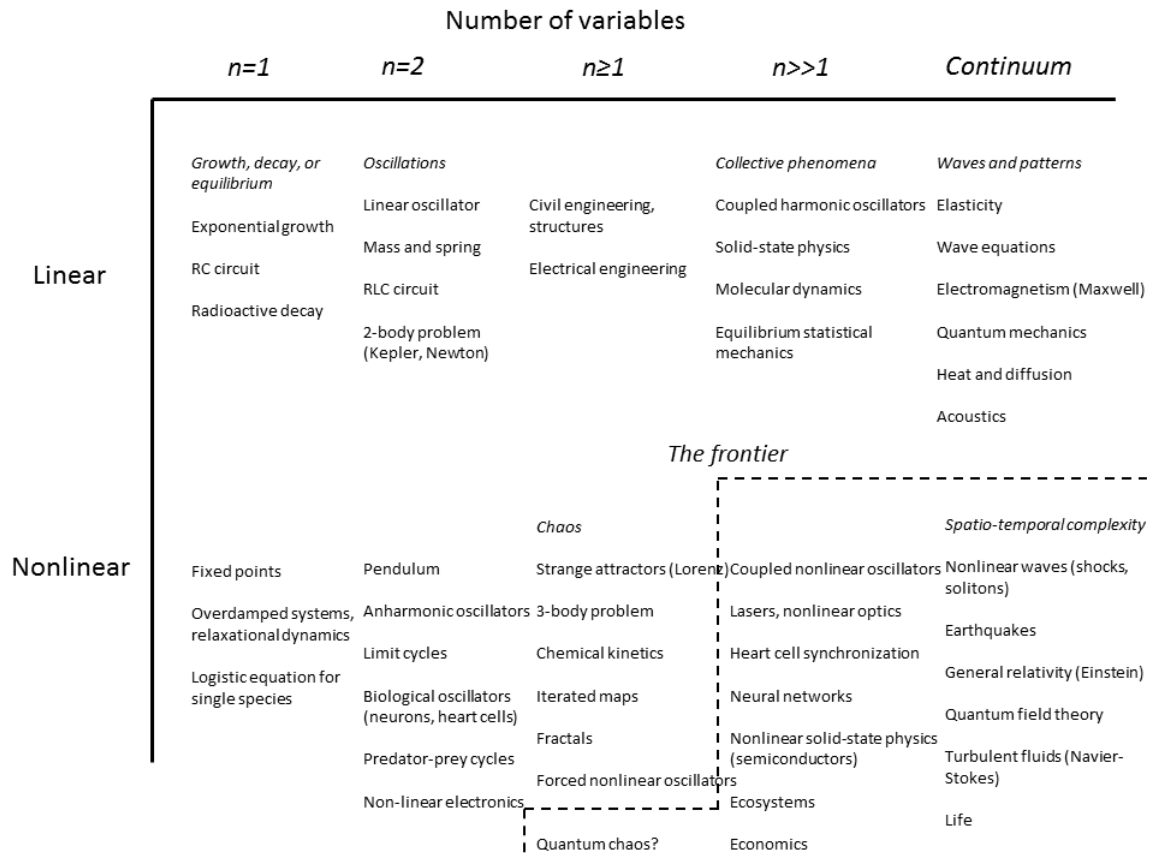 Number of variables
n=1
n=2
n≥1
n>>1
Continuum
Linear
Growth, decay, or
equilibrium
Exponential growth
RC circuit
Radioactive decay
Oscillations
Linear oscillator
Mass and spring
RLC circuit
2-body problem
(Kepler, Newton)
Civil engineering,
structures
Electrical engineering
Collective phenomena
Coupled harmonic oscillators
Solid-state physics
Molecular dynamics
Equilibrium statistical
mechanics
Waves and patterns
Elasticity
Wave equations
Electromagnetism (Maxwell)
Quantum mechanics
Heat and diffusion
Acoustics
The frontier
Nonlinear
Fixed points
Overdamped systems,
relaxational dynamics
Logistic equation for
single species
Pendulum
Anharmonic oscillators
Limit cycles
Biological oscillators
(neurons, heart cells)
Predator-prey cycles
Non-linear electronics
Chaos
Strange attractors (Lorenz)
3-body problem
Chemical kinetics
Iterated maps
Fractals
Forced nonlinear oscillators
Quantum chaos?
Coupled nonlinear oscillators
Lasers, nonlinear optics
Heart cell synchronization
Neural networks
Nonlinear solid-state physics
(semiconductors)
Ecosystems
Economics
Spatio-temporal complexity
Nonlinear waves (shocks,
solitons)
Earthquakes
General relativity (Einstein)
Quantum field theory
Turbulent fluids (Navier-
Stokes)
Life